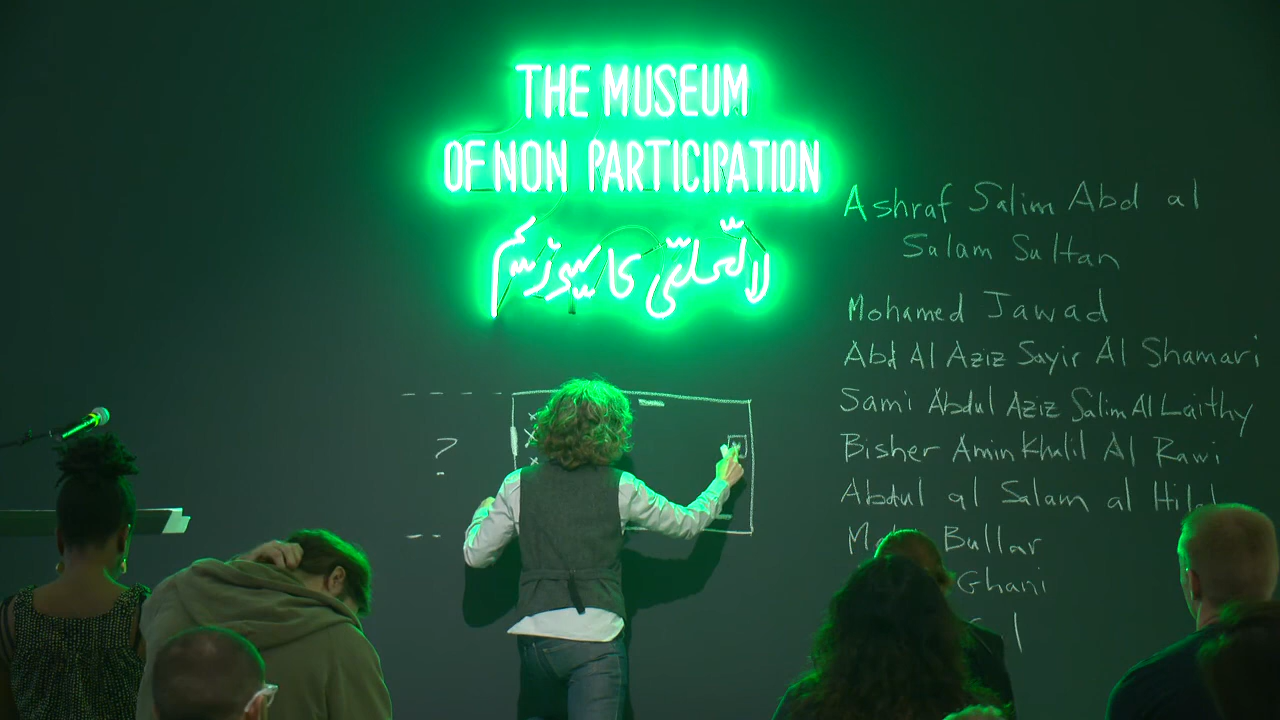 THE MUSEUM
OF NON PARTICIPATION
لاتعلقی کا میوزیم
Ashraf Salim Abd al
Salam Sultan
Mohamed Jawad
Abd Al Aziz Sayir Al Shamari
Sami Abdul Aziz Salim Al Laithy
Bisher Amin Khalil Al Rawi
Abdul al Salam al
Bullar
Ghani
?